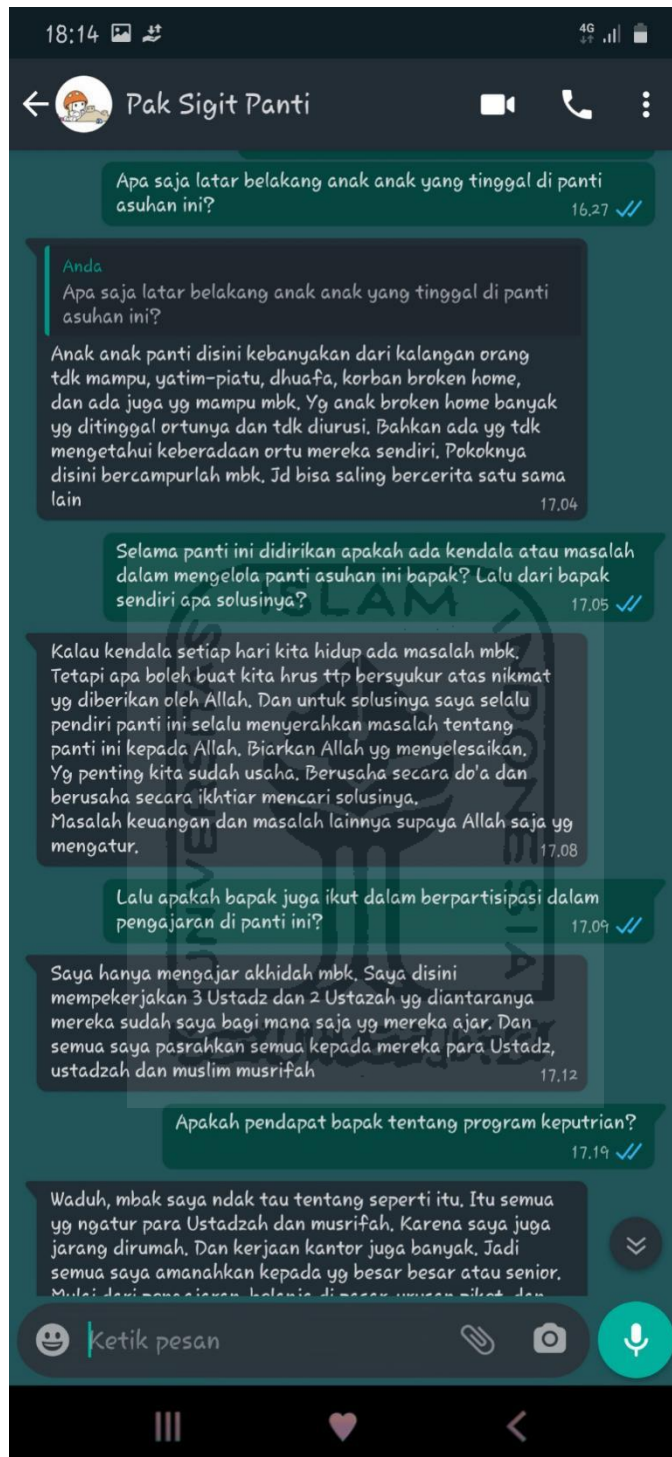 18:14
4G
Pak Sigit Panti
Apa saja latar belakang anak anak yang tinggal di panti
asuhan ini?
16.27
Anda
Apa saja latar belakang anak anak yang tinggal di panti
asuhan ini?
Anak anak panti disini kebanyakan dari kalangan orang
tdk mampu, yatim-piatu, dhuafa, korban broken home,
dan ada juga yg mampu mbk. Yg anak broken home banyak
yg ditinggal ortunya dan tdk diurusi. Bahkan ada yg tdk
mengetahui keberadaan ortu mereka sendiri. Pokoknya
disini bercampurlah mbk. Jd bisa saling bercerita satu sama
lain
17.04
Selama panti ini didirikan apakah ada kendala atau masalah
dalam mengelola panti asuhan ini bapak? Lalu dari bapak
sendiri apa solusinya?
17.05
Kalau kendala setiap hari kita hidup ada masalah mbk.
Tetapi apa boleh buat kita hrus ttp bersyukur atas nikmat
yg diberikan oleh Allah. Dan untuk solusinya saya selalu
pendiri panti ini selalu menyerahkan masalah tentang
panti ini kepada Allah. Biarkan Allah yg menyelesaikan.
Yg penting kita sudah usaha. Berusaha secara do'a dan
berusaha secara ikhtiar mencari solusinya.
Masalah keuangan dan masalah lainnya supaya Allah saja yg
mengatur.
17.08
Lalu apakah bapak juga ikut dalam berpartisipasi dalam
pengajaran di panti ini?
17.09
Saya hanya mengajar akhidah mbk. Saya disini
mempekerjakan 3 Ustadz dan 2 Ustazah yg diantaranya
mereka sudah saya bagi mana saja yg mereka ajar. Dan
semua saya pasrahkan semua kepada mereka para Ustadz,
ustadzah dan muslim musrifah
17.12
Apakah pendapat bapak tentang program keputrian?
17.19
Waduh, mbak saya ndak tau tentang seperti itu. Itu semua
yg ngatur para Ustadzah dan musrifah. Karena saya juga
jarang dirumah. Dan kerjaan kantor juga banyak. Jadi
semua saya amanahkan kepada yg besar besar atau senior.
Mulai dari pengajaran, belanja di pasar, urusan piket, dan
Ketik pesan
UNIVERSITAS ISLAM INDONESIA